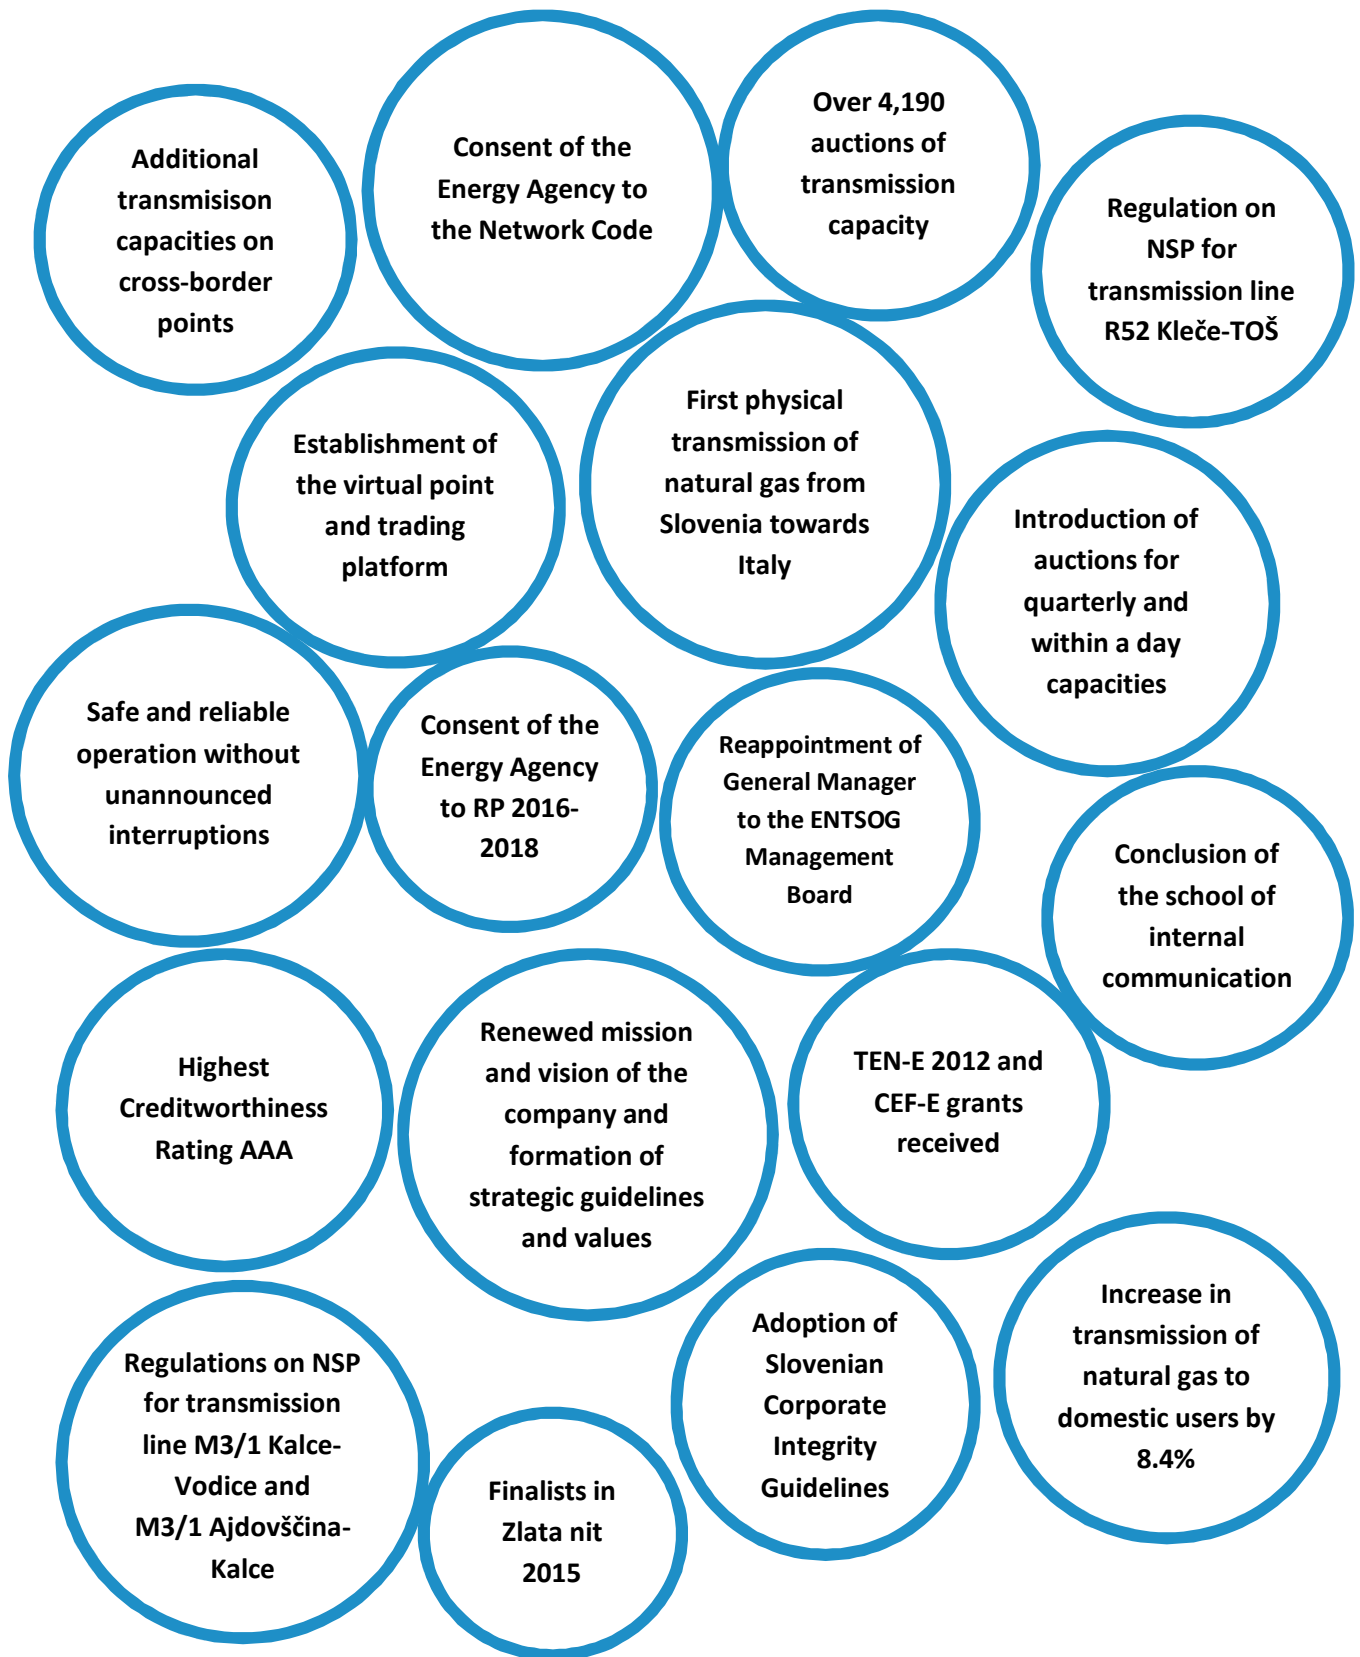 Additional
transmisison
capacities on
cross-border
points
Consent of the
Energy Agency to
the Network Code
Over 4,190
auctions of
transmission
capacity
Regulation on
NSP for
transmission line
R52 Kleče-TOŠ
Establishment of
the virtual point
and trading
platform
First physical
transmission of
natural gas from
Slovenia towards
Italy
Introduction of
auctions for
quarterly and
within a day
capacities
Safe and reliable
operation without
unannounced
interruptions
Consent of the
Energy Agency
to RP 2016-
2018
Reappointment of
General Manager
to the ENTSOG
Management
Board
Conclusion of
the school of
internal
communication
Highest
Creditworthiness
Rating AAA
Renewed mission
and vision of the
company and
formation of
strategic guidelines
and values
TEN-E 2012 and
CEF-E grants
received
Regulations on NSP
for transmission
line M3/1 Kalce-
Vodice and
M3/1 Ajdovščina-
Kalce
Finalists in
Zlata nit
2015
Adoption of
Slovenian
Corporate
Integrity
Guidelines
Increase in
transmission of
natural gas to
domestic users by
8.4%